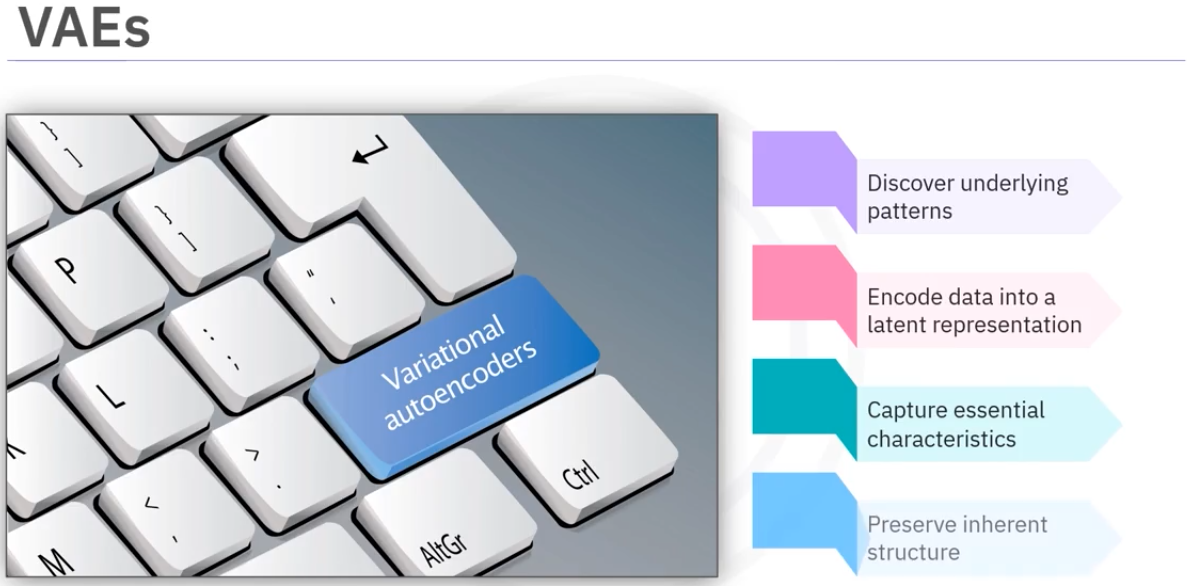 VAEs
}
]
}
]
P
"
'
:
;
L
Variational
autoencoders
>
.
<
,
M
AltGr
Ctrl
Discover underlying
patterns
Encode data into a
latent representation
Capture essential
characteristics
Preserve inherent
structure